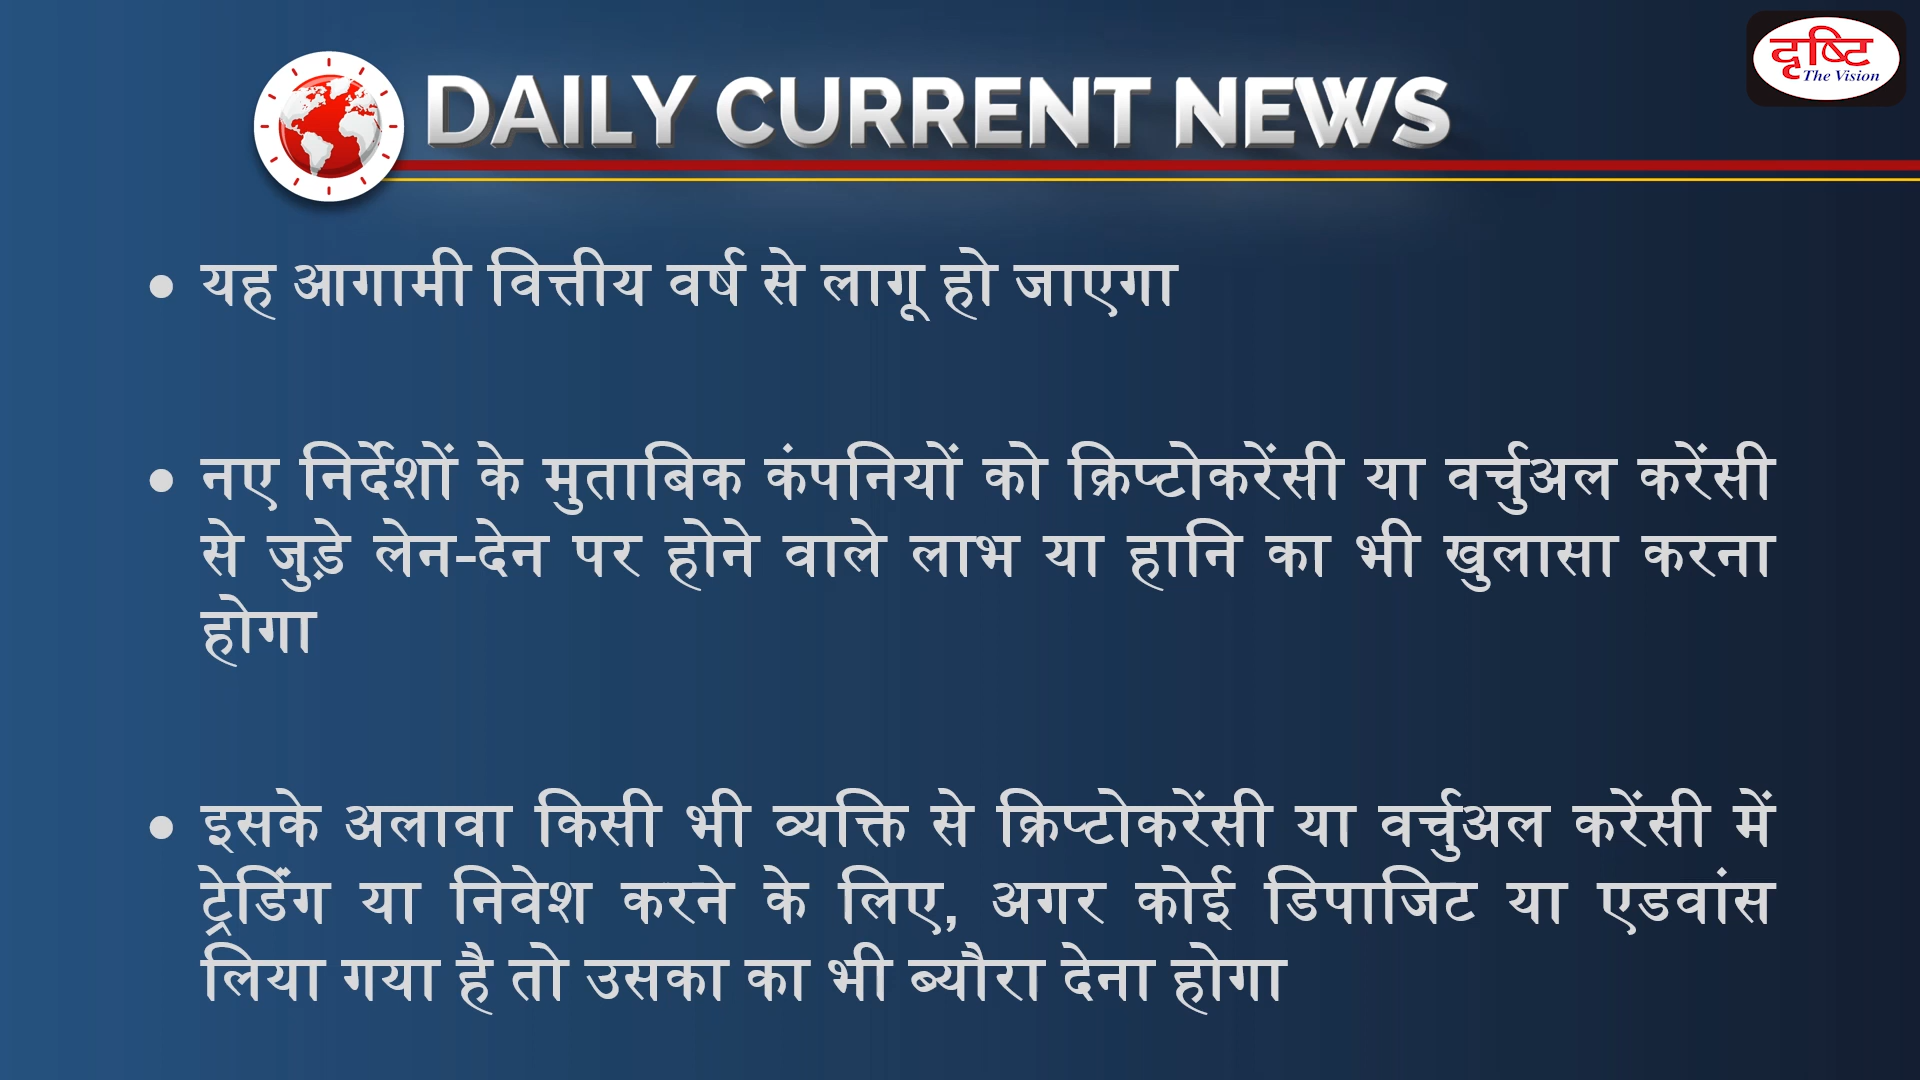 दृष्टि
The Vision
DAILY CURRENT NEWS
• यह आगामी वित्तीय वर्ष से लागू हो जाएगा
• नए निर्देशों के मुताबिक कंपनियों को क्रिप्टोकरेंसी या वर्चुअल करेंसी
से जुड़े लेन-देन पर होने वाले लाभ या हानि का भी खुलासा करना
होगा
• इसके अलावा किसी भी व्यक्ति से क्रिप्टोकरेंसी या वर्चुअल करेंसी में
ट्रेडिंग या निवेश करने के लिए, अगर कोई डिपाजिट या एडवांस
लिया गया है तो उसका का भी ब्यौरा देना होगा